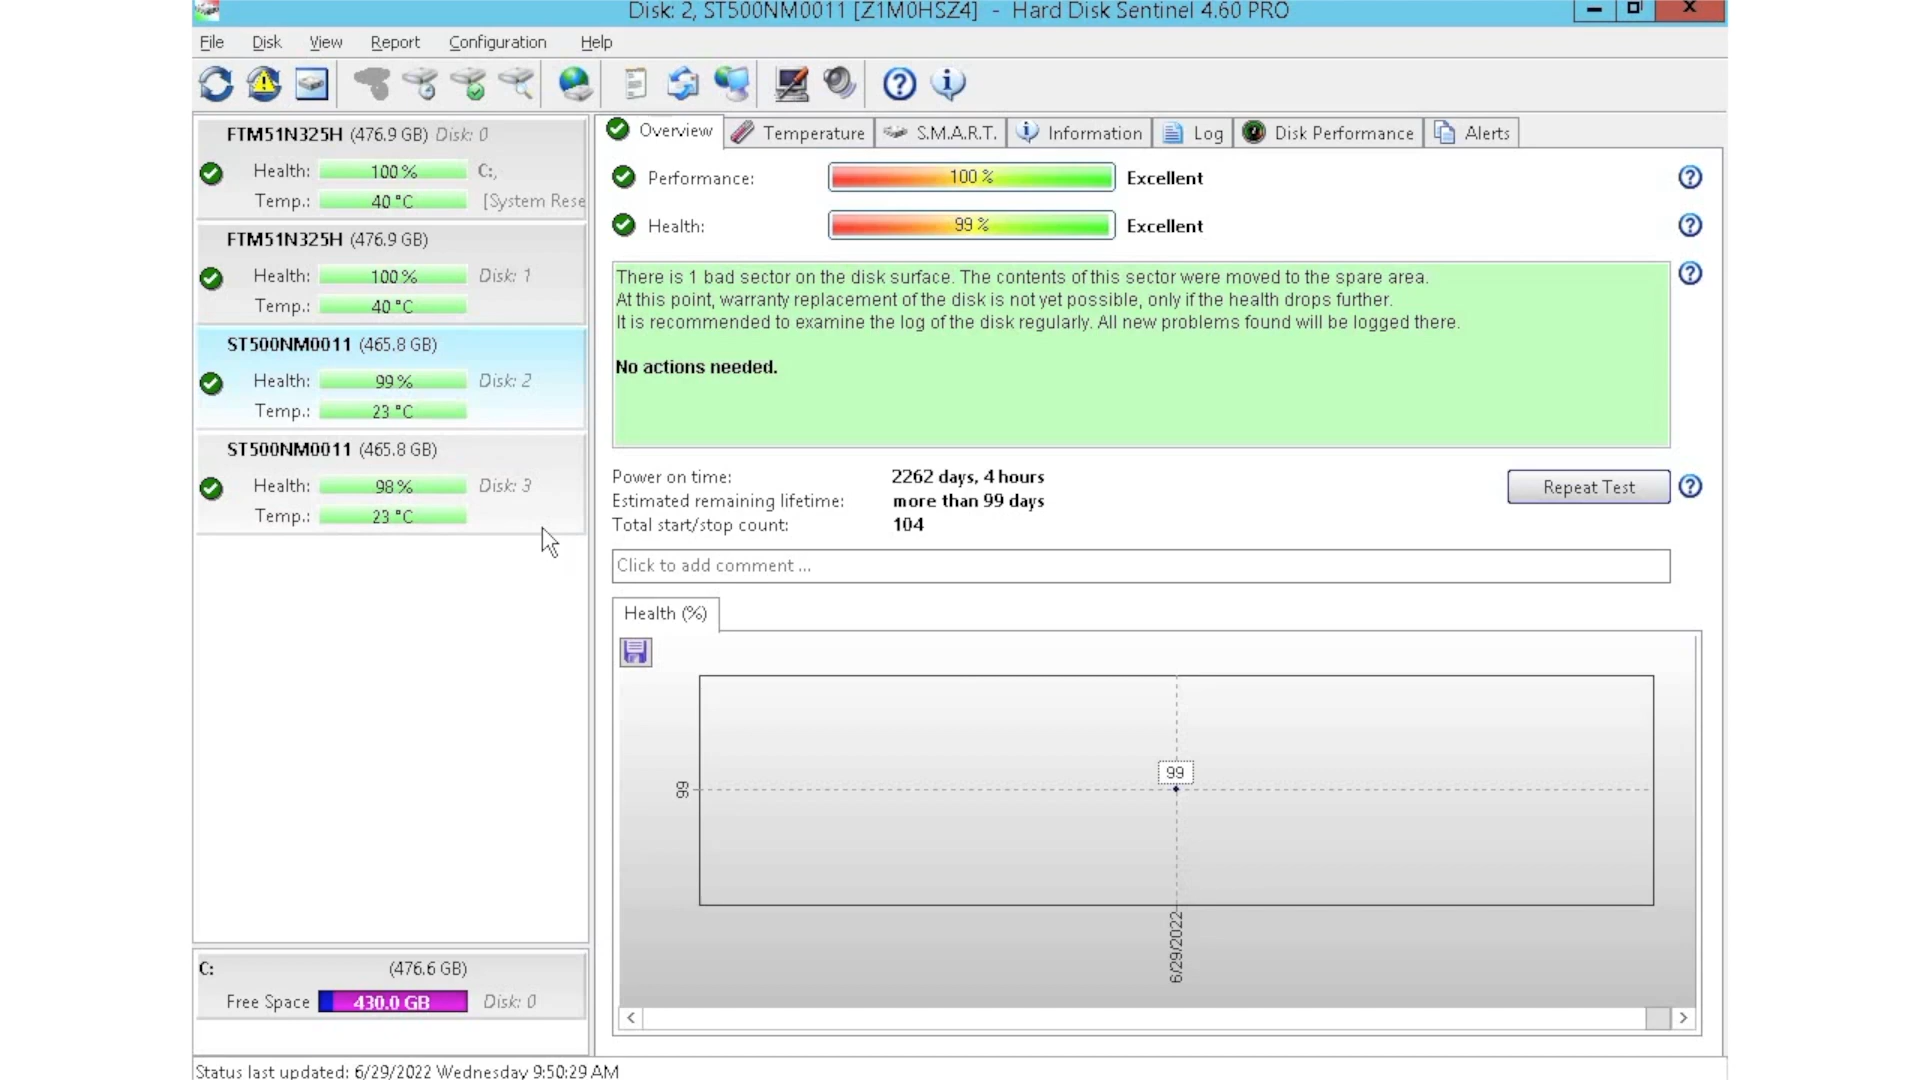 Disk: 2, ST500NM0011 [Z1M0HSZ4] - Hard Disk Sentinel 4.60 PRO
File Disk View Report Configuration Help
FTM51N325H (476.9 GB) Disk: 0
Health: 100 % C:,
Temp.: 40 °C [System Rese
FTM51N325H (476.9 GB)
Health: 100 % Disk: 1
Temp.: 40 °C
ST500NM0011 (465.8 GB)
Health: 99 % Disk: 2
Temp.: 23 °C
ST500NM0011 (465.8 GB)
Health: 98 % Disk: 3
Temp.: 23 °C
C: (476.6 GB)
Free Space 430.0 GB Disk: 0
Overview Temperature S.M.A.R.T. Information Log Disk Performance Alerts
Performance: 100 % Excellent
Health: 99 % Excellent
There is 1 bad sector on the disk surface. The contents of this sector were moved to the spare area.
At this point, warranty replacement of the disk is not yet possible, only if the health drops further.
It is recommended to examine the log of the disk regularly. All new problems found will be logged there.
No actions needed.
Power on time: 2262 days, 4 hours
Estimated remaining lifetime: more than 99 days
Total start/stop count: 104
Repeat Test
Click to add comment ...
Health (%)
99
99
6/29/2022
Status last updated: 6/29/2022 Wednesday 9:50:29 AM